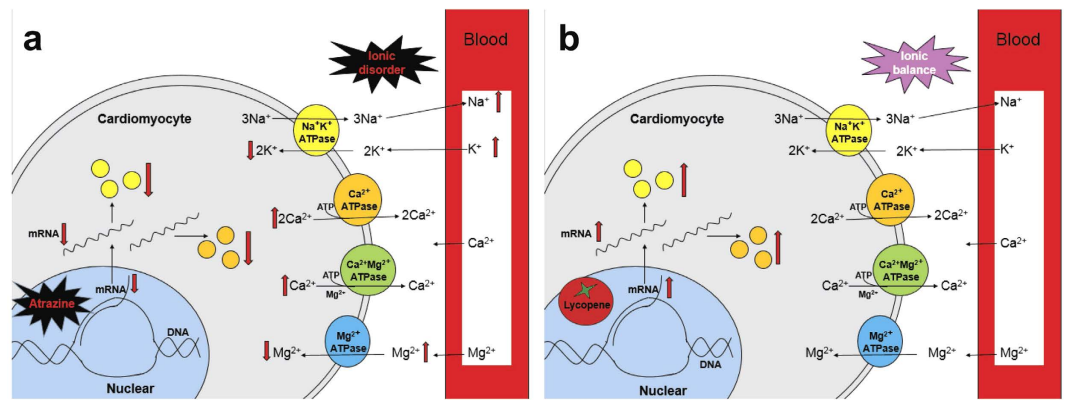 a
Ionic
disorder
Blood
Cardiomyocyte
3Na⁺
Na⁺K⁺
ATPase
3Na⁺
Na⁺
2K⁺
2K⁺
K⁺
Ca²⁺
ATPase
ATP
2Ca²⁺
2Ca²⁺
mRNA
Ca²⁺
Ca²⁺Mg²⁺
ATPase
ATP
Ca²⁺
Mg²⁺
Ca²⁺
mRNA
Atrazine
DNA
Mg²⁺
ATPase
Mg²⁺
Mg²⁺
Mg²⁺
Nuclear
b
Ionic
balance
Blood
Cardiomyocyte
3Na⁺
Na⁺K⁺
ATPase
3Na⁺
Na⁺
2K⁺
2K⁺
K⁺
Ca²⁺
ATPase
ATP
2Ca²⁺
2Ca²⁺
mRNA
Ca²⁺
Ca²⁺Mg²⁺
ATPase
ATP
Ca²⁺
Mg²⁺
Ca²⁺
mRNA
Lycopene
DNA
Mg²⁺
ATPase
Mg²⁺
Mg²⁺
Mg²⁺
Nuclear